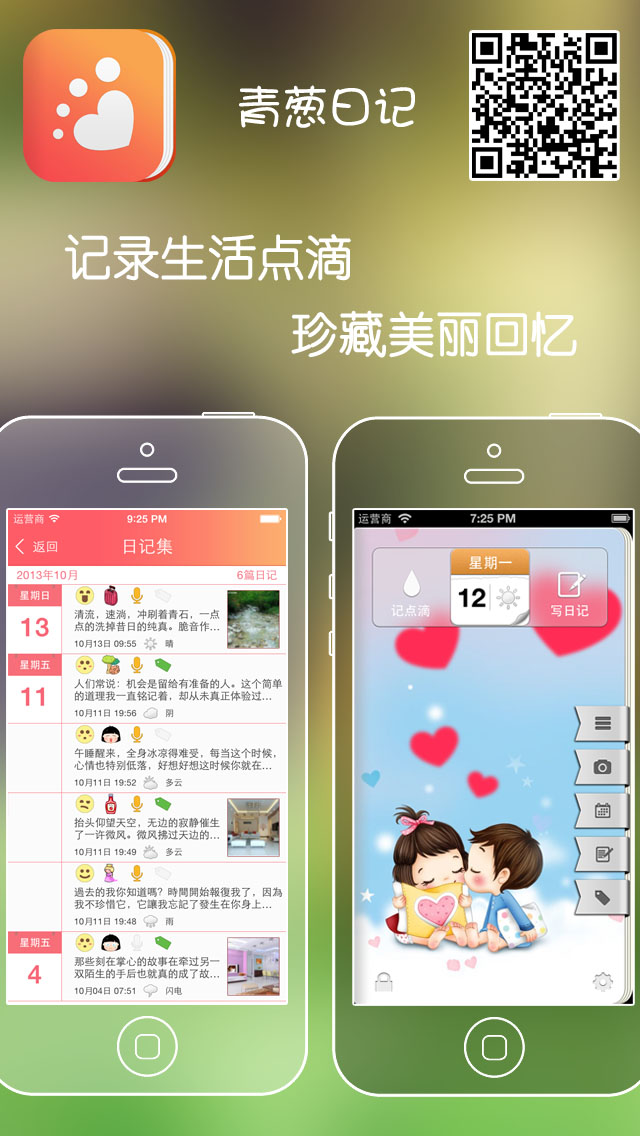 青葱日记
记录生活点滴
珍藏美丽回忆
运营商 9:25 PM
返回 日记集
2013年10月 6篇日记
星期日
13
清流，速淌，冲刷着青石，一点
点的洗掉昔日的纯真。脆音作…
10月13日 09:55 晴
星期五
11
人们常说：机会是留给有准备的人。这个简单
的道理我一直铭记着，却从未真正体验过…
10月11日 19:56 阴
午睡醒来，全身冰凉得难受，每当这个时候，
心情也特别低落，好想好想这时候你就在…
10月11日 19:52 多云
抬头仰望天空，无边的寂静催生
了一许微风。微风拂过天边的…
10月11日 19:49 多云
過去的我你知道嗎？時間開始報復我了，因為
我不珍惜它，它讓我忘記了發生在你身上…
10月11日 19:48 雨
星期五
4
那些刻在掌心的故事在牵过另一
双陌生的手后也就真的成了故…
10月04日 07:51 闪电
运营商 7:25 PM
记点滴
星期一
12
写日记